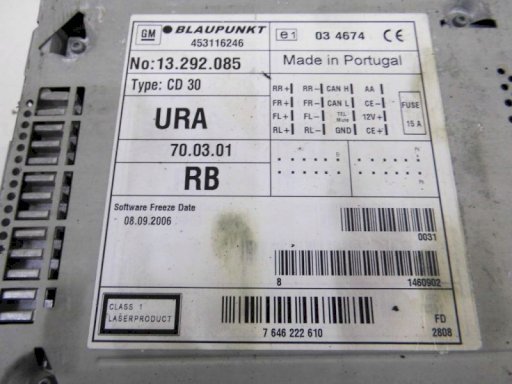 GM BLAUPUNKT
453116246
e1 03 4674 CE
No:13.292.085
Made in Portugal
Type: CD 30
RR+ RR- CAN H AA
FR+ FR- CAN L CE-
FL+ FL- TEL Mute 12V+
RL+ RL- GND CE+
FUSE
15 A
URA
70.03.01
RB
Software Freeze Date
08.09.2006
0031
8 1460902
CLASS 1
LASERPRODUCT
7 646 222 610
FD
2808